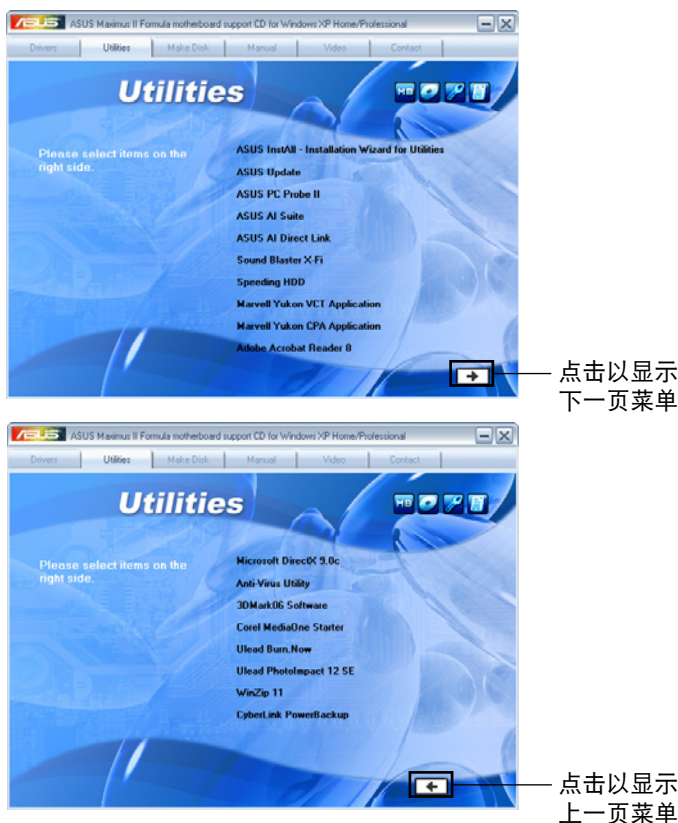 ASUS ASUS Maximus II Formula motherboard support CD for Windows XP Home/Professional
Drivers Utilities Make Disk Manual Video Contact
Utilities
MB
Please select items on the
right side.
ASUS InstAll - Installation Wizard for Utilities
ASUS Update
ASUS PC Probe II
ASUS AI Suite
ASUS AI Direct Link
Sound Blaster X-Fi
Speeding HDD
Marvell Yukon VCT Application
Marvell Yukon CPA Application
Adobe Acrobat Reader 8
点击以显示
下一页菜单
ASUS ASUS Maximus II Formula motherboard support CD for Windows XP Home/Professional
Drivers Utilities Make Disk Manual Video Contact
Utilities
MB
Please select items on the
right side.
Microsoft DirectX 9.0c
Anti-Virus Utility
3DMark06 Software
Corel MediaOne Starter
Ulead Burn.Now
Ulead PhotoImpact 12 SE
WinZip 11
CyberLink PowerBackup
点击以显示
上一页菜单